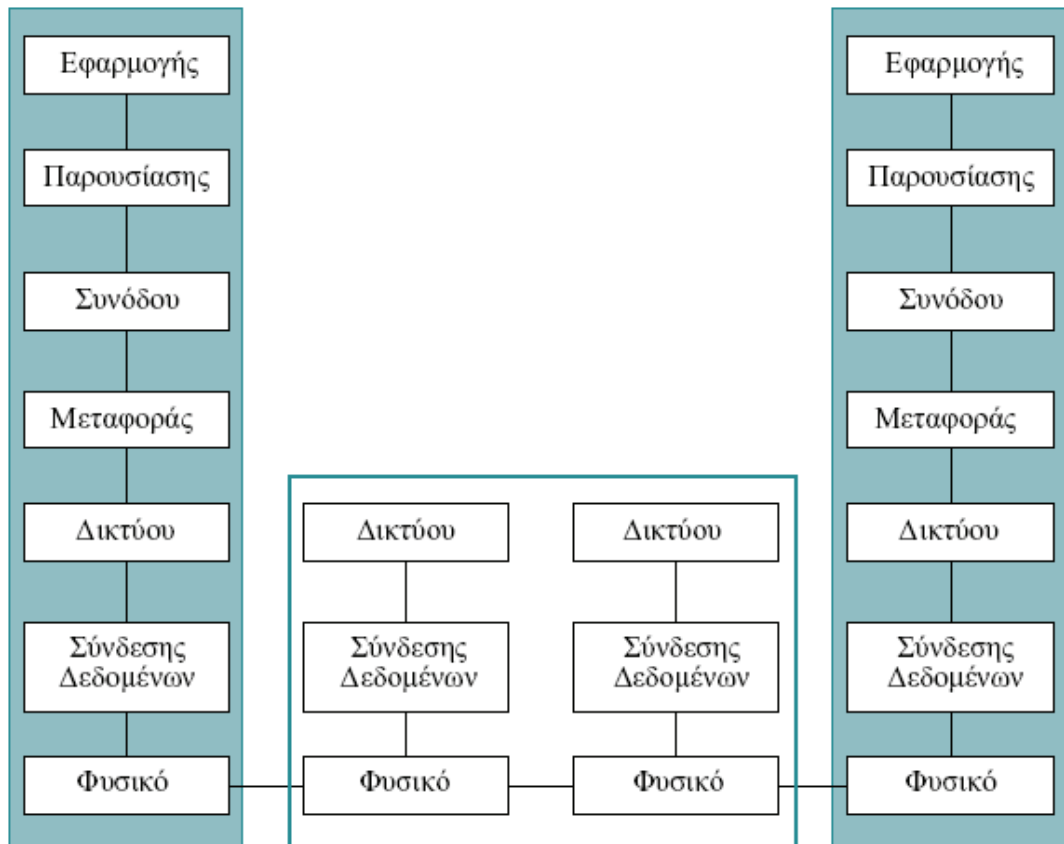 Εφαρμογής
Παρουσίασης
Συνόδου
Μεταφοράς
Δικτύου
Σύνδεσης
Δεδομένων
Φυσικό
Δικτύου
Σύνδεσης
Δεδομένων
Φυσικό
Δικτύου
Σύνδεσης
Δεδομένων
Φυσικό
Εφαρμογής
Παρουσίασης
Συνόδου
Μεταφοράς
Δικτύου
Σύνδεσης
Δεδομένων
Φυσικό